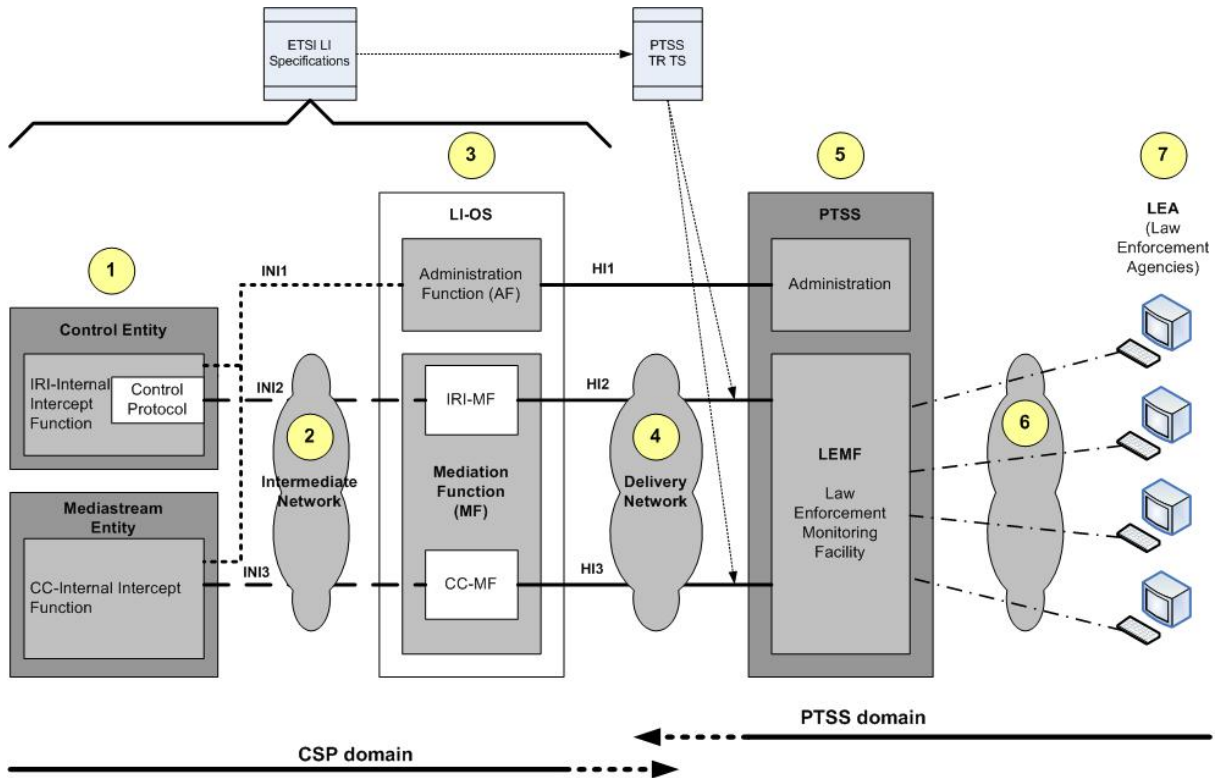 ETSI LI
Specifications
PTSS
TR TS
3
5
7
LI-OS
PTSS
LEA
(Law
Enforcement
Agencies)
1
INI1
Administration
Function (AF)
HI1
Administration
Control Entity
IRI-Internal
Intercept
Function
Control
Protocol
INI2
IRI-MF
HI2
2
4
6
Intermediate
Network
Mediation
Function
(MF)
Delivery
Network
LEMF
Law
Enforcement
Monitoring
Facility
Mediastream
Entity
CC-Internal Intercept
Function
INI3
CC-MF
HI3
PTSS domain
CSP domain